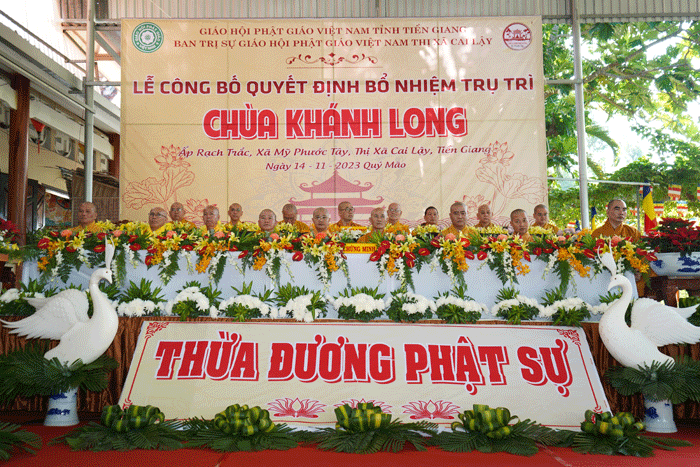 GIÁO HỘI PHẬT GIÁO VIỆT NAM TỈNH TIỀN GIANG
BAN TRỊ SỰ GIÁO HỘI PHẬT GIÁO VIỆT NAM THỊ XÃ CAI LẬY
LỄ CÔNG BỐ QUYẾT ĐỊNH BỔ NHIỆM TRỤ TRÌ
CHÙA KHÁNH LONG
Ấp Rạch Trắc, Xã Mỹ Phước Tây, Thị Xã Cai Lậy, Tiền Giang
Ngày 14 - 11 - 2023 Quý Mão
CHỨNG MINH
THỪA ĐƯƠNG PHẬT SỰ